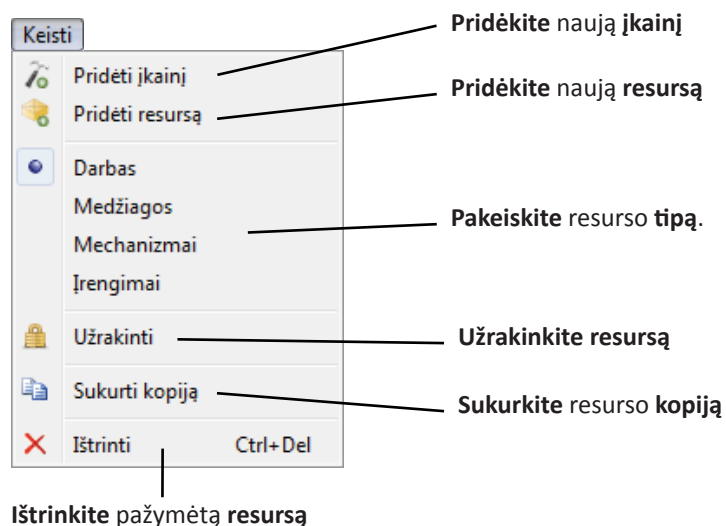 Pridėkite naują įkainį
Keisti
Pridėti įkainį
Pridėkite naują resursą
Pridėti resursą
Darbas
Medžiagos
Pakeiskite resurso tipą.
Mechanizmai
Įrengimai
Užrakinti
Užrakinkite resursą
Sukurti kopiją
Sukurkite resurso kopiją
Ištrinti Ctrl+Del
Ištrinkite pažymėtą resursą